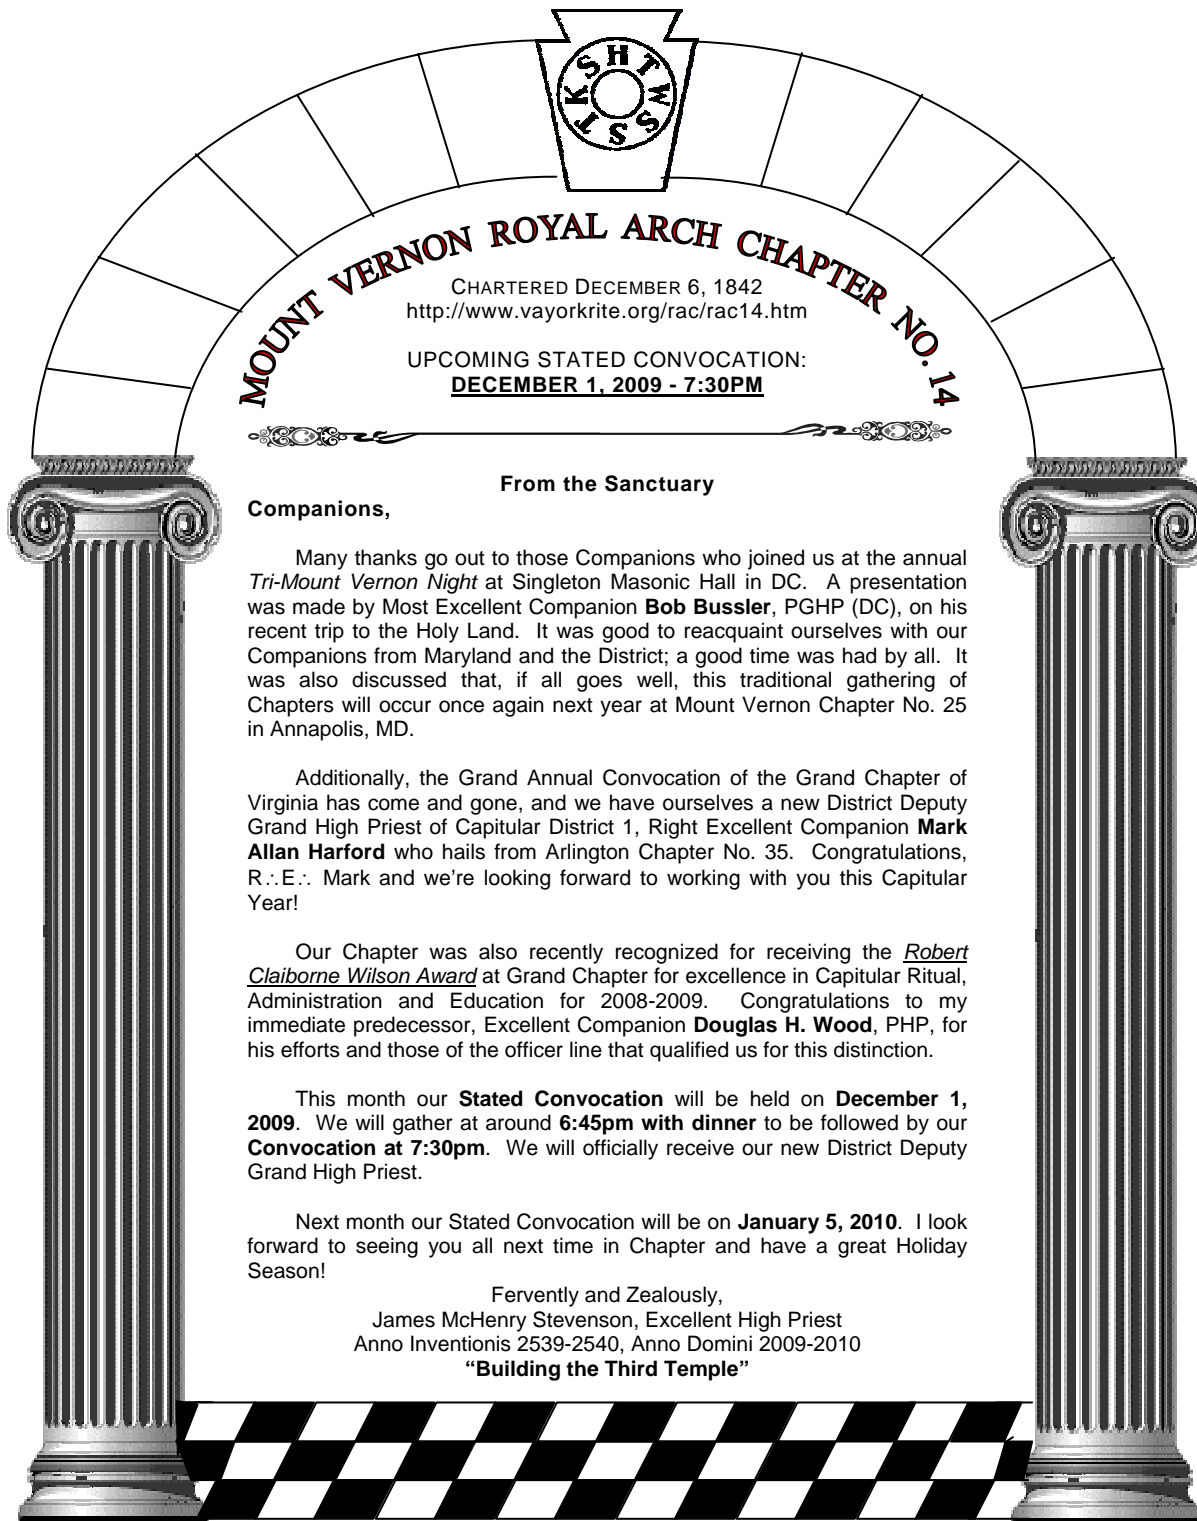 HTWSSTKS
MOUNT VERNON ROYAL ARCH CHAPTER NO. 14
CHARTERED DECEMBER 6, 1842
http://www.vayorkrite.org/rac/rac14.htm
UPCOMING STATED CONVOCATION:
DECEMBER 1, 2009 - 7:30PM
From the Sanctuary
Companions,
Many thanks go out to those Companions who joined us at the annual
Tri-Mount Vernon Night at Singleton Masonic Hall in DC. A presentation
was made by Most Excellent Companion Bob Bussler, PGHP (DC), on his
recent trip to the Holy Land. It was good to reacquaint ourselves with our
Companions from Maryland and the District; a good time was had by all. It
was also discussed that, if all goes well, this traditional gathering of
Chapters will occur once again next year at Mount Vernon Chapter No. 25
in Annapolis, MD.
Additionally, the Grand Annual Convocation of the Grand Chapter of
Virginia has come and gone, and we have ourselves a new District Deputy
Grand High Priest of Capitular District 1, Right Excellent Companion Mark
Allan Harford who hails from Arlington Chapter No. 35. Congratulations,
R∴E∴ Mark and we're looking forward to working with you this Capitular
Year!
Our Chapter was also recently recognized for receiving the Robert
Claiborne Wilson Award at Grand Chapter for excellence in Capitular Ritual,
Administration and Education for 2008-2009. Congratulations to my
immediate predecessor, Excellent Companion Douglas H. Wood, PHP, for
his efforts and those of the officer line that qualified us for this distinction.
This month our Stated Convocation will be held on December 1,
2009. We will gather at around 6:45pm with dinner to be followed by our
Convocation at 7:30pm. We will officially receive our new District Deputy
Grand High Priest.
Next month our Stated Convocation will be on January 5, 2010. I look
forward to seeing you all next time in Chapter and have a great Holiday
Season!
Fervently and Zealously,
James McHenry Stevenson, Excellent High Priest
Anno Inventionis 2539-2540, Anno Domini 2009-2010
“Building the Third Temple”